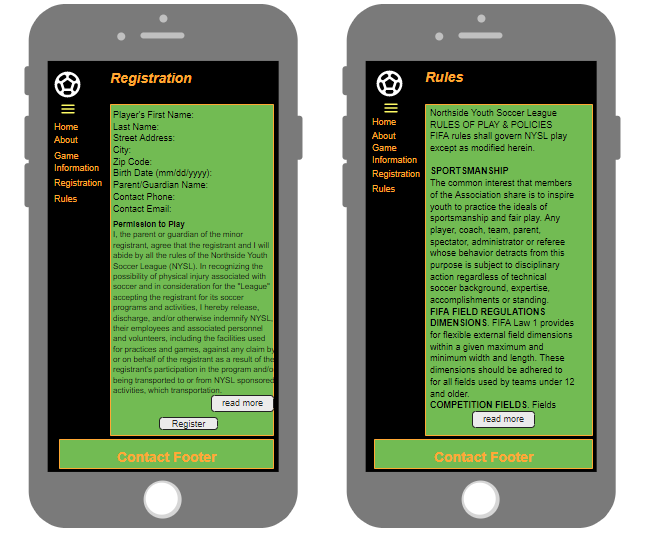 Registration
Home
About
Game
Information
Registration
Rules
Player's First Name:
Last Name:
Street Address:
City:
Zip Code:
Birth Date (mm/dd/yyyy):
Parent/Guardian Name:
Contact Phone:
Contact Email:
Permission to Play
I, the parent or guardian of the minor
registrant, agree that the registrant and I will
abide by all the rules of the Northside Youth
Soccer League (NYSL). In recognizing the
possibility of physical injury associated with
soccer and in consideration for the "League"
accepting the registrant for its soccer
programs and activities, I hereby release,
discharge, and/or otherwise indemnify NYSL,
their employees and associated personnel
and volunteers, including the facilities used
for practices and games, against any claim by
or on behalf of the registrant as a result of the
registrant's participation in the program and/o
being transported to or from NYSL sponsored
activities, which transportation.
read more
Register
Contact Footer
Rules
Home
About
Game
Information
Registration
Rules
Northside Youth Soccer League
RULES OF PLAY & POLICIES
FIFA rules shall govern NYSL play
except as modified herein.
SPORTSMANSHIP
The common interest that members
of the Association share is to inspire
youth to practice the ideals of
sportsmanship and fair play. Any
player, coach, team, parent,
spectator, administrator or referee
whose behavior detracts from this
purpose is subject to disciplinary
action regardless of technical
soccer background, expertise,
accomplishments or standing.
FIFA FIELD REGULATIONS
DIMENSIONS. FIFA Law 1 provides
for flexible external field dimensions
within a given maximum and
minimum width and length. These
dimensions should be adhered to
for all fields used by teams under 12
and older.
COMPETITION FIELDS. Fields
read more
Contact Footer